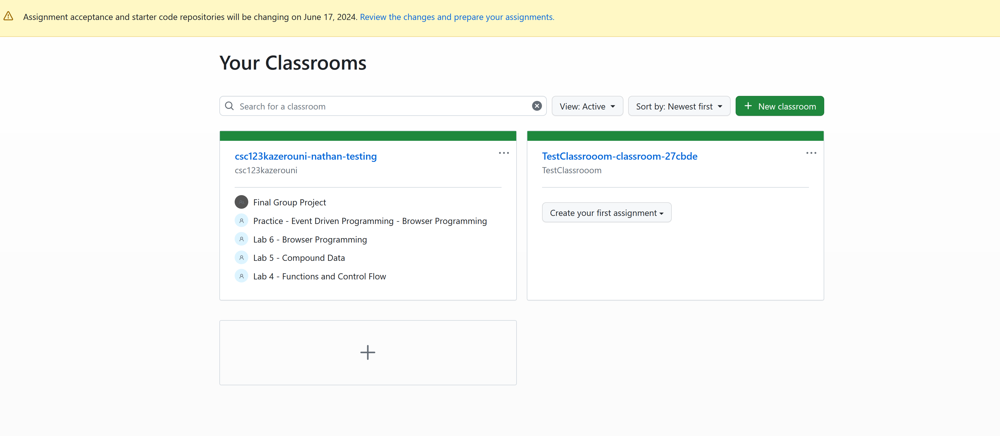 Assignment acceptance and starter code repositories will be changing on June 17, 2024. Review the changes and prepare your assignments.
Your Classrooms
Search for a classroom
View: Active
Sort by: Newest first
New classroom
csc123kazerouni-nathan-testing
csc123kazerouni
Final Group Project
Practice - Event Driven Programming - Browser Programming
Lab 6 - Browser Programming
Lab 5 - Compound Data
Lab 4 - Functions and Control Flow
TestClassrooom-classroom-27cbde
TestClassrooom
Create your first assignment